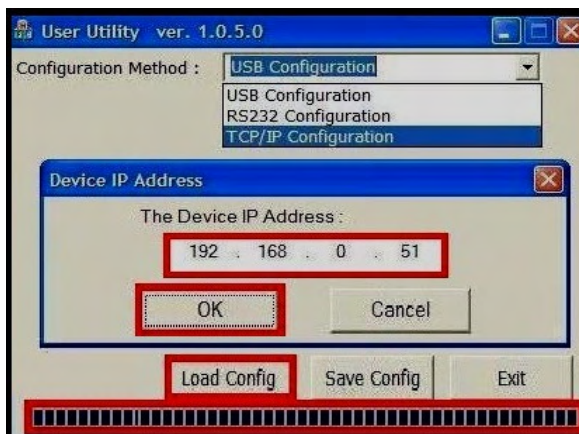 User Utility ver. 1.0.5.0
Configuration Method : USB Configuration
USB Configuration
RS232 Configuration
TCP/IP Configuration
Device IP Address
The Device IP Address :
192 . 168 . 0 . 51
OK Cancel
Load Config Save Config Exit